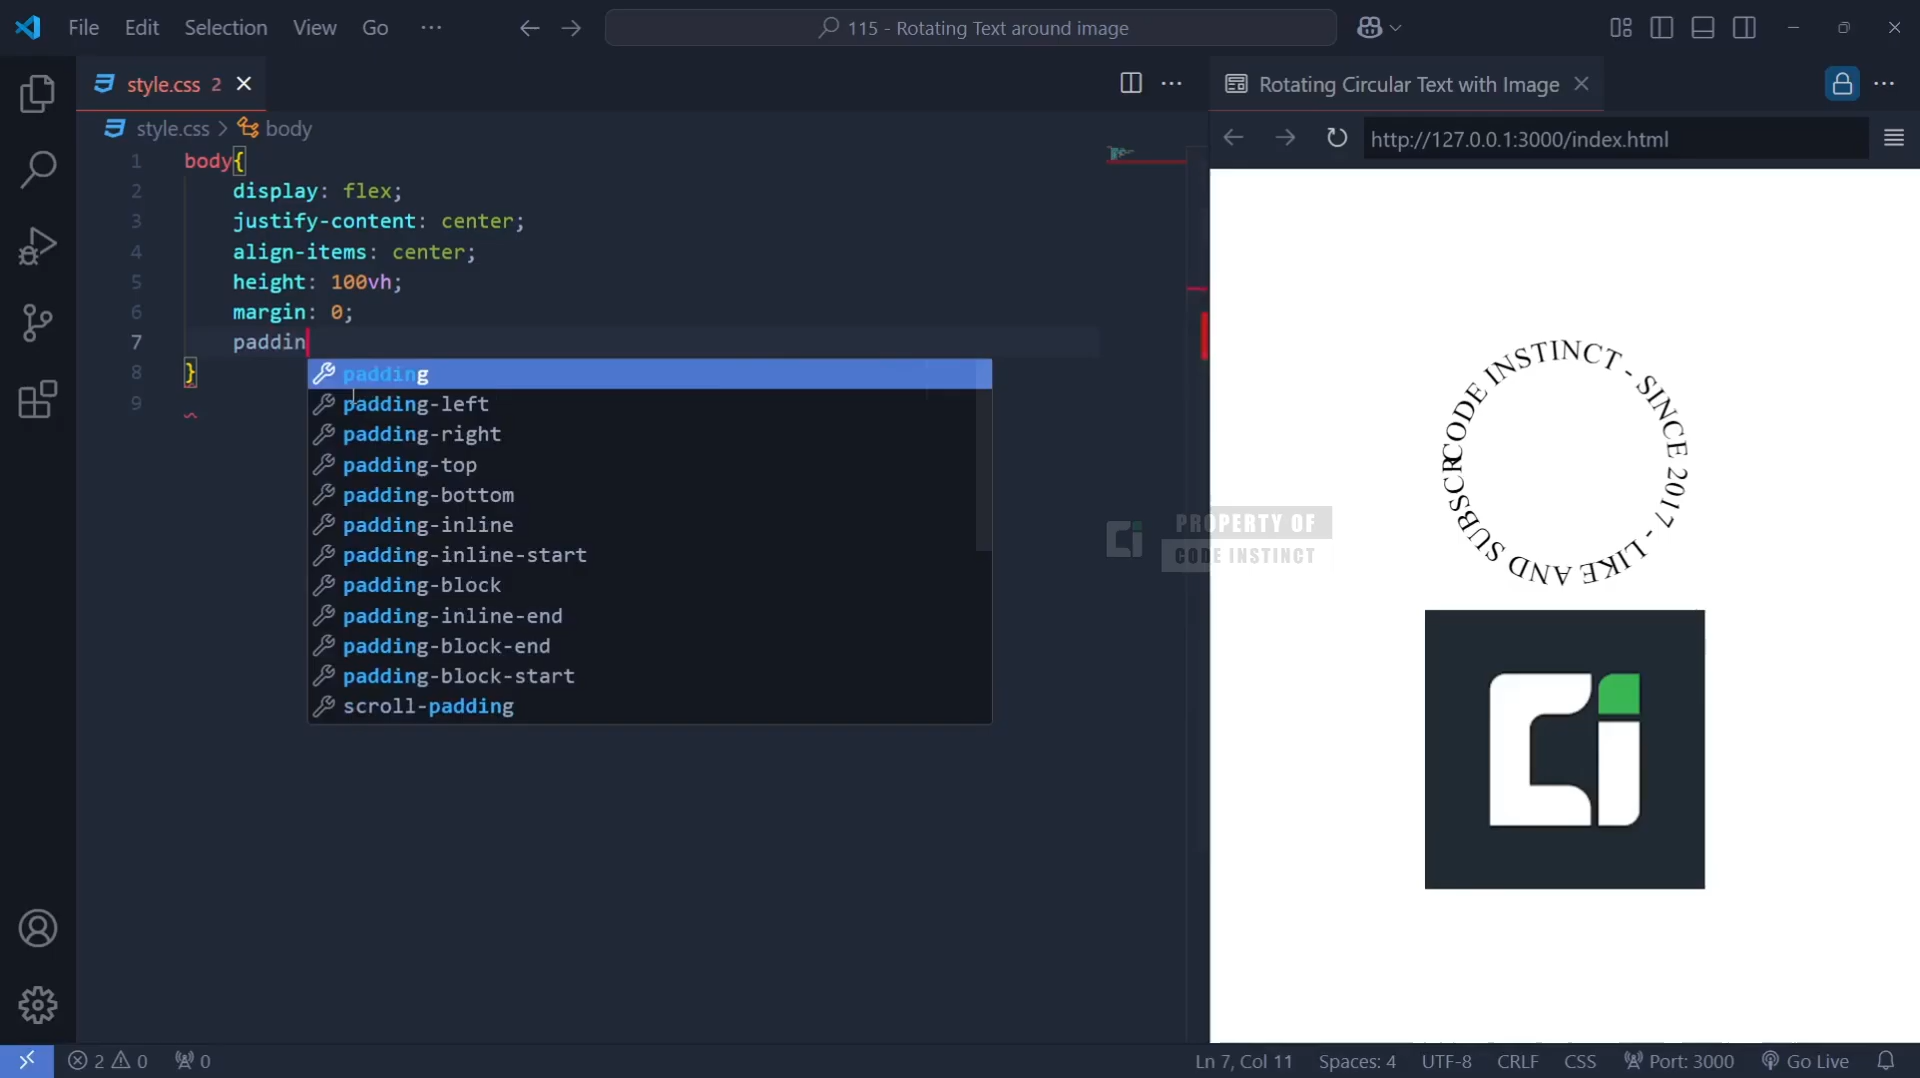 File Edit Selection View Go ···
115 - Rotating Text around image
style.css 2
Rotating Circular Text with Image
style.css > body
http://127.0.0.1:3000/index.html
1 body{
2 display: flex;
3 justify-content: center;
4 align-items: center;
5 height: 100vh;
6 margin: 0;
7 paddin
8 }
9
padding
padding-left
padding-right
padding-top
padding-bottom
padding-inline
padding-inline-start
padding-block
padding-inline-end
padding-block-end
padding-block-start
scroll-padding
CODE INSTINCT - SINCE 2017 - LIKE AND SUBSCR
PROPERTY OF
CODE INSTINCT
2 0 0
Ln 7, Col 11 Spaces: 4 UTF-8 CRLF CSS Port: 3000 Go Live